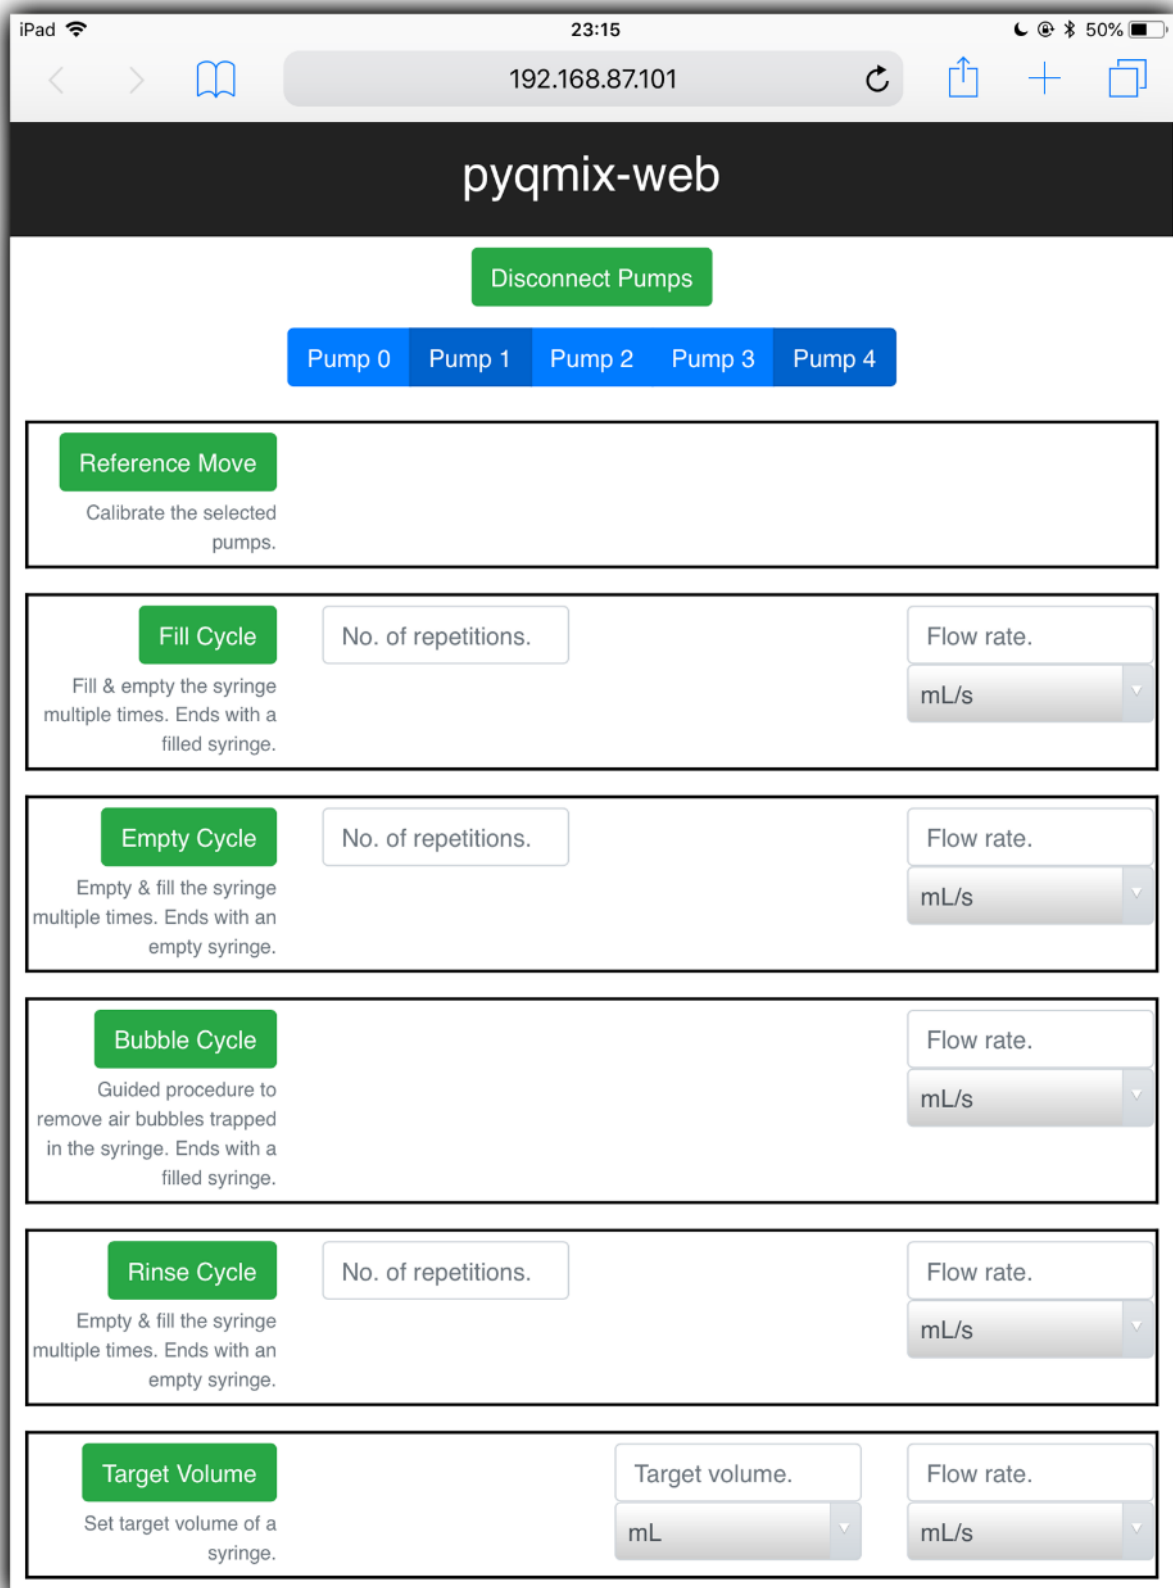 iPad 23:15 50%
192.168.87.101
pyqmix-web
Disconnect Pumps
Pump 0 Pump 1 Pump 2 Pump 3 Pump 4
Reference Move
Calibrate the selected
pumps.
Fill Cycle No. of repetitions. Flow rate.
mL/s
Fill & empty the syringe
multiple times. Ends with a
filled syringe.
Empty Cycle No. of repetitions. Flow rate.
mL/s
Empty & fill the syringe
multiple times. Ends with an
empty syringe.
Bubble Cycle Flow rate.
mL/s
Guided procedure to
remove air bubbles trapped
in the syringe. Ends with a
filled syringe.
Rinse Cycle No. of repetitions. Flow rate.
mL/s
Empty & fill the syringe
multiple times. Ends with an
empty syringe.
Target Volume Target volume. Flow rate.
mL mL/s
Set target volume of a
syringe.